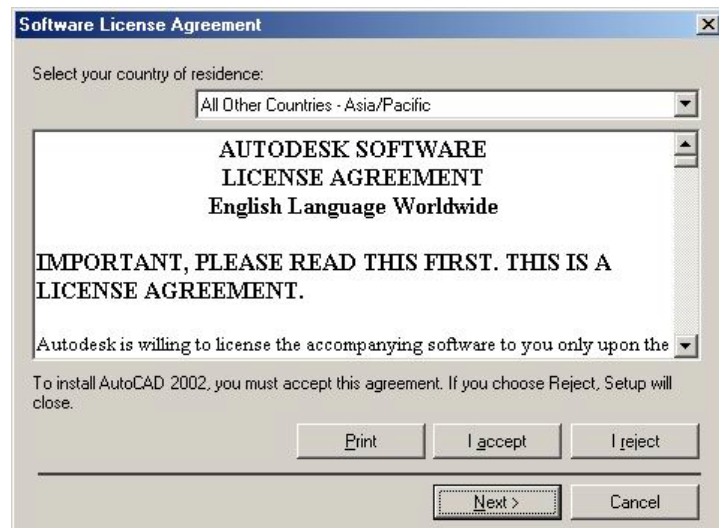 Software License Agreement
Select your country of residence:
All Other Countries - Asia/Pacific
AUTODESK SOFTWARE
LICENSE AGREEMENT
English Language Worldwide
IMPORTANT, PLEASE READ THIS FIRST. THIS IS A
LICENSE AGREEMENT.
Autodesk is willing to license the accompanying software to you only upon the
To install AutoCAD 2002, you must accept this agreement. If you choose Reject, Setup will
close.
Print I accept I reject
Next > Cancel